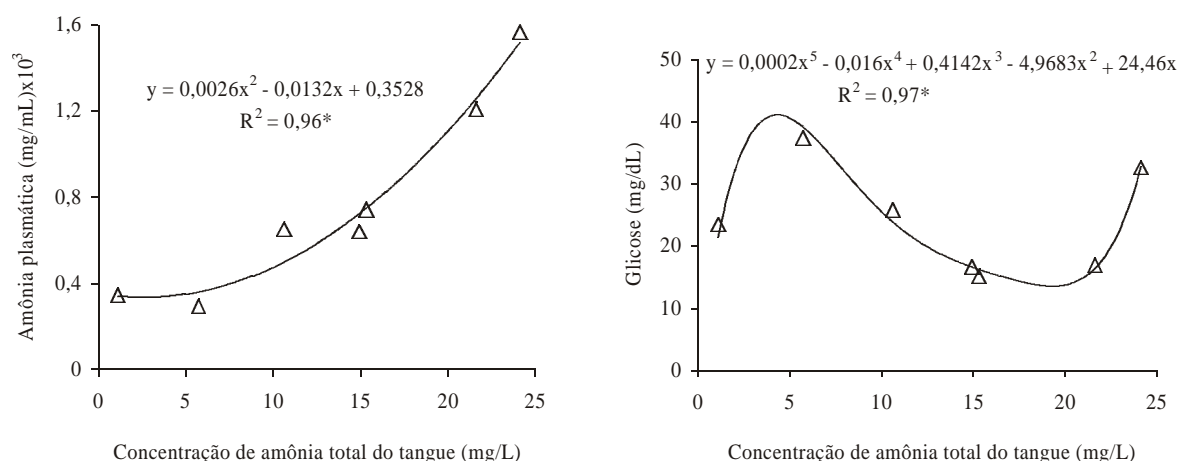 Amônia plasmática (mg/mL)x10³
1,6
1,2
0,8
0,4
0
y = 0,0026x² - 0,0132x + 0,3528
R² = 0,96*
0 5 10 15 20 25
Concentração de amônia total do tangue (mg/L)
Glicose (mg/dL)
50
40
30
20
10
0
y = 0,0002x⁵ - 0,016x⁴ + 0,4142x³ - 4,9683x² + 24,46x
R² = 0,97*
0 5 10 15 20 25
Concentração de amônia total do tangue (mg/L)